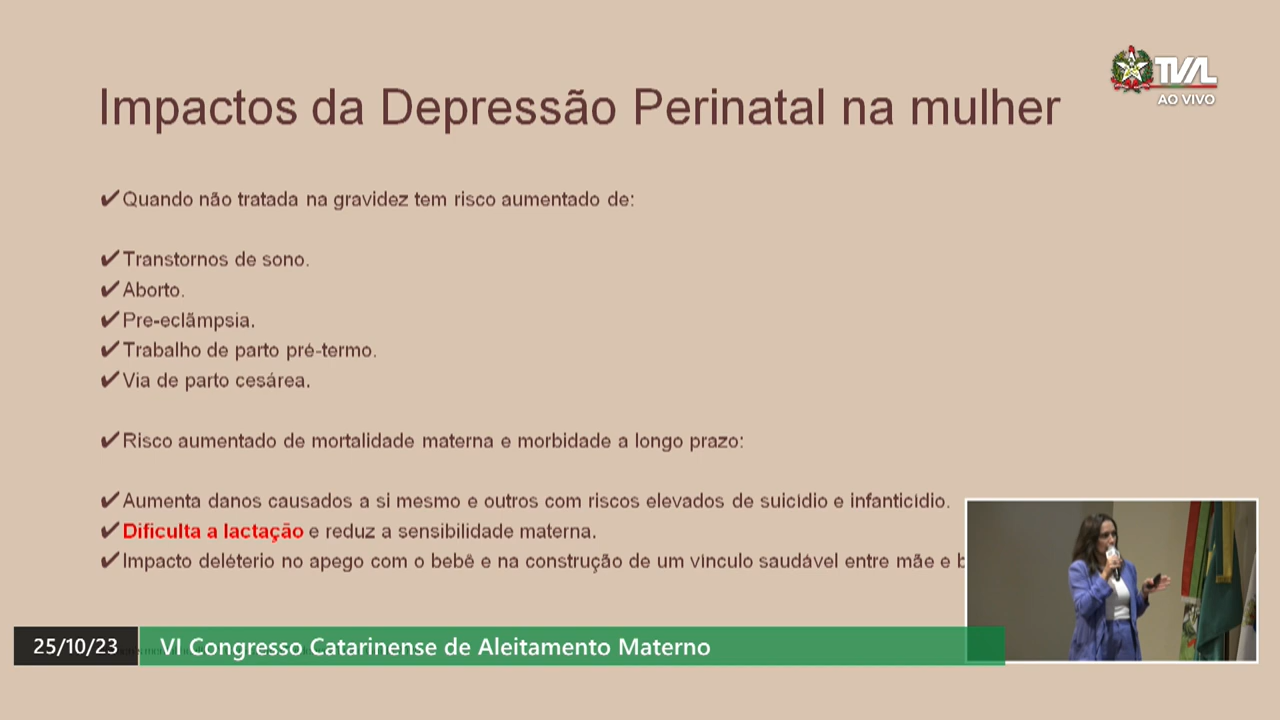 TVAL
AO VIVO
Impactos da Depressão Perinatal na mulher
✔Quando não tratada na gravidez tem risco aumentado de:
✔Transtornos de sono.
✔Aborto.
✔Pre-eclâmpsia.
✔Trabalho de parto pré-termo.
✔Via de parto cesárea.
✔Risco aumentado de mortalidade materna e morbidade a longo prazo:
✔Aumenta danos causados a si mesmo e outros com riscos elevados de suicídio e infanticídio.
✔Dificulta a lactação e reduz a sensibilidade materna.
✔Impacto deléterio no apego com o bebê e na construção de um vínculo saudável entre mãe e b
25/10/23 VI Congresso Catarinense de Aleitamento Materno